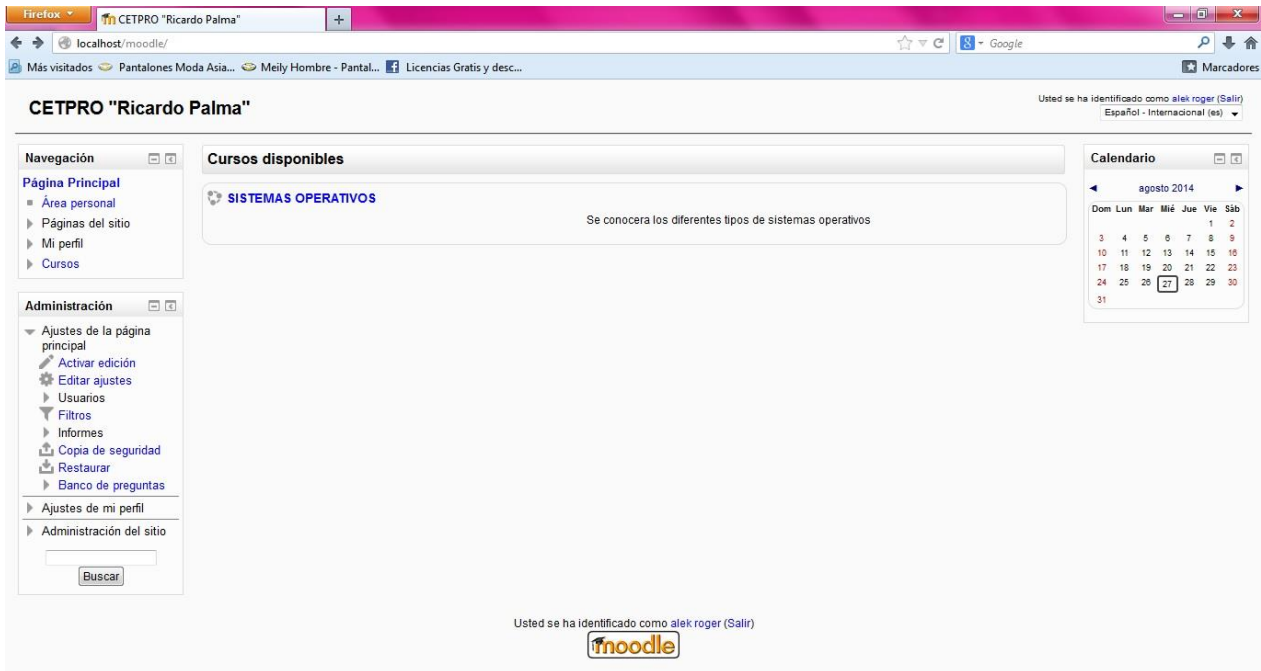 Firefox
CETPRO "Ricardo Palma"
+
localhost/moodle/
Google
Más visitados
Pantalones Moda Asia...
Meily Hombre - Pantal...
Licencias Gratis y desc...
Marcadores
CETPRO "Ricardo Palma"
Usted se ha identificado como alek roger (Salir)
Español - Internacional (es)
Navegación
Página Principal
Área personal
Páginas del sitio
Mi perfil
Cursos
Administración
Ajustes de la página
principal
Activar edición
Editar ajustes
Usuarios
Filtros
Informes
Copia de seguridad
Restaurar
Banco de preguntas
Ajustes de mi perfil
Administración del sitio
Buscar
Cursos disponibles
SISTEMAS OPERATIVOS
Se conocera los diferentes tipos de sistemas operativos
Calendario
agosto 2014
Dom Lun Mar Mié Jue Vie Sáb
1 2
3 4 5 6 7 8 9
10 11 12 13 14 15 16
17 18 19 20 21 22 23
24 25 26 27 28 29 30
31
Usted se ha identificado como alek roger (Salir)
moodle